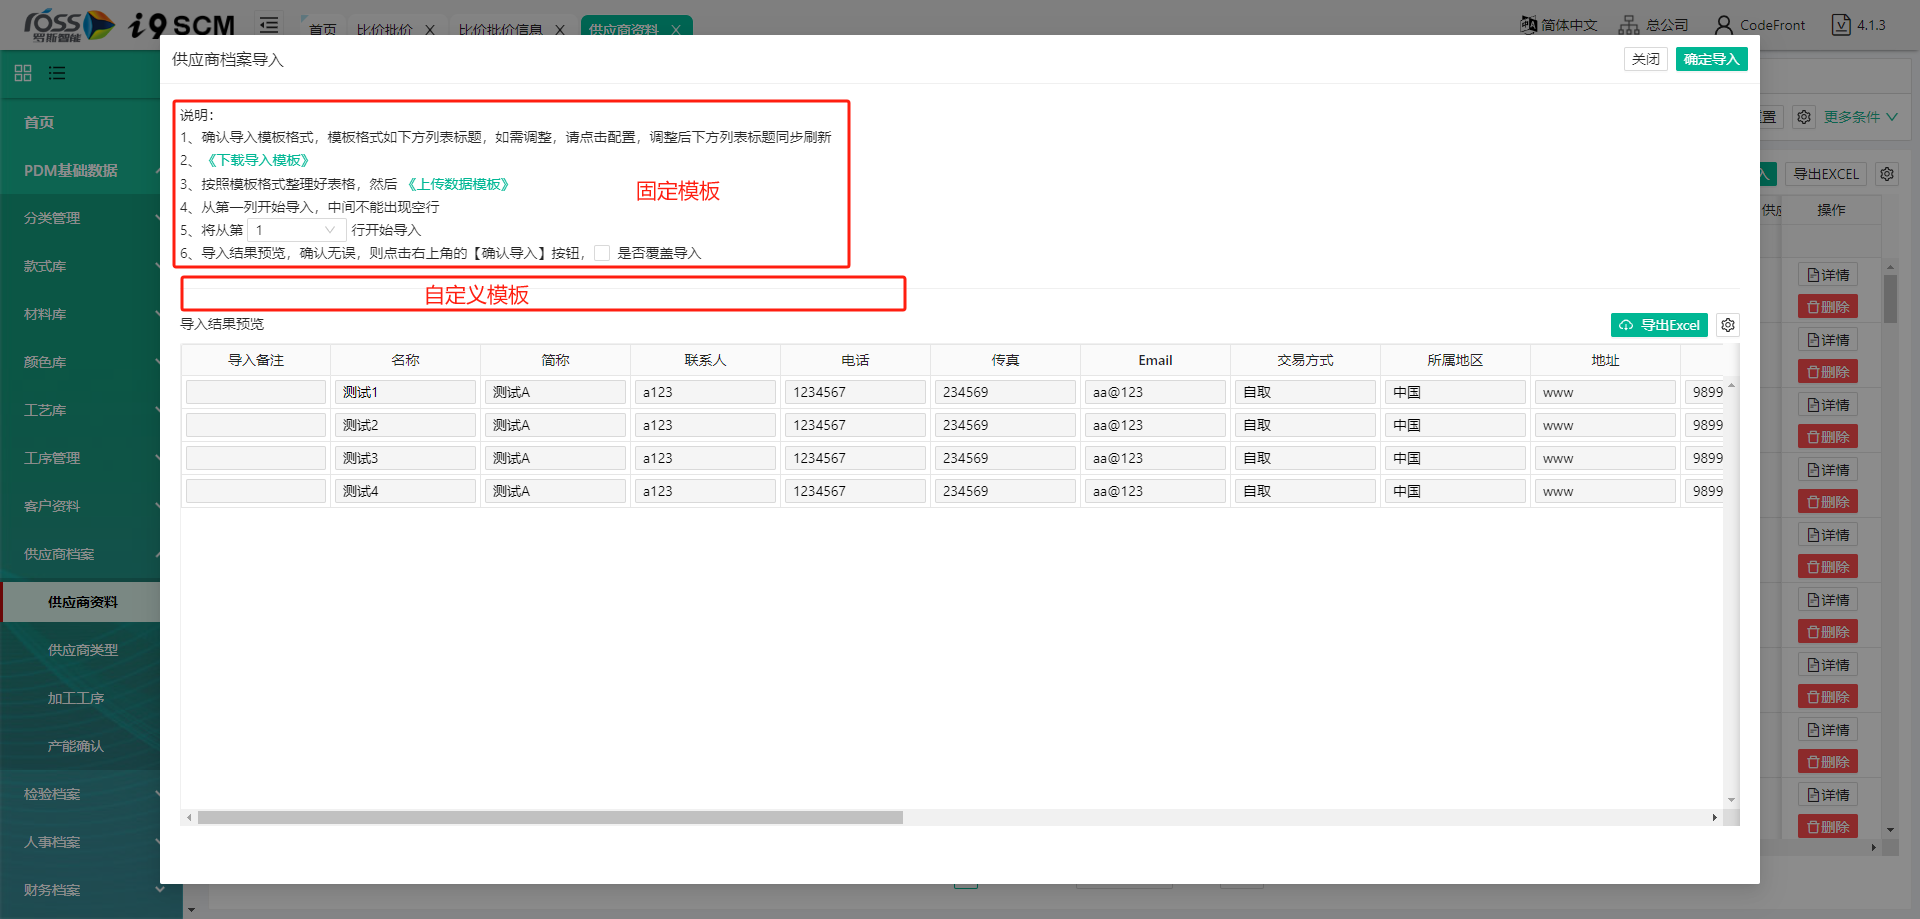 ross
罗斯智能
i9 SCM
首页
比价批价
比价批价信息
供应商资料
简体中文
总公司
CodeFront
4.1.3
供应商档案导入
关闭
确定导入
首页
PDM基础数据
分类管理
款式库
材料库
颜色库
工艺库
工序管理
客户资料
供应商档案
供应商资料
供应商类型
加工工序
产能确认
检验档案
人事档案
财务档案
说明：
1、确认导入模板格式，模板格式如下方列表标题，如需调整，请点击配置，调整后下方列表标题同步刷新
2、《下载导入模板》
3、按照模板格式整理好表格，然后 《上传数据模板》
4、从第一列开始导入，中间不能出现空行
5、将从第 1 行开始导入
6、导入结果预览，确认无误，则点击右上角的【确认导入】按钮， 是否覆盖导入
固定模板
自定义模板
导入结果预览
导出Excel
导入备注 名称 简称 联系人 电话 传真 Email 交易方式 所属地区 地址
测试1 测试A a123 1234567 234569 aa@123 自取 中国 www 9899
测试2 测试A a123 1234567 234569 aa@123 自取 中国 www 9899
测试3 测试A a123 1234567 234569 aa@123 自取 中国 www 9899
测试4 测试A a123 1234567 234569 aa@123 自取 中国 www 9899
置
更多条件
入
导出EXCEL
供应
操作
详情
删除
详情
删除
详情
删除
详情
删除
详情
删除
详情
删除
详情
删除
详情
删除
详情
删除